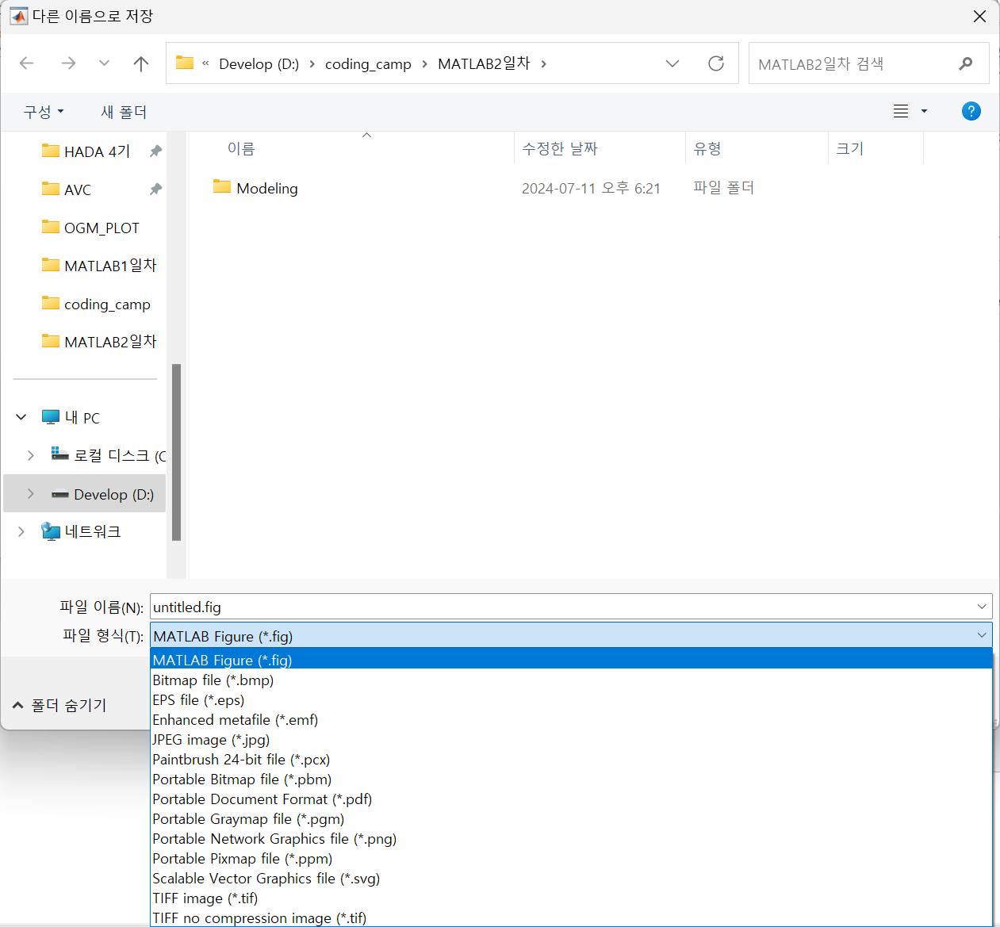 다른 이름으로 저장
« Develop (D:) > coding_camp > MATLAB2일차 >
MATLAB2일차 검색
구성
새 폴더
?
HADA 4기
AVC
OGM_PLOT
MATLAB1일차
coding_camp
MATLAB2일차
내 PC
로컬 디스크 (C
Develop (D:)
네트워크
이름 수정한 날짜 유형 크기
Modeling 2024-07-11 오후 6:21 파일 폴더
파일 이름(N): untitled.fig
파일 형식(T): MATLAB Figure (*.fig)
MATLAB Figure (*.fig)
Bitmap file (*.bmp)
EPS file (*.eps)
Enhanced metafile (*.emf)
JPEG image (*.jpg)
Paintbrush 24-bit file (*.pcx)
Portable Bitmap file (*.pbm)
Portable Document Format (*.pdf)
Portable Graymap file (*.pgm)
Portable Network Graphics file (*.png)
Portable Pixmap file (*.ppm)
Scalable Vector Graphics file (*.svg)
TIFF image (*.tif)
TIFF no compression image (*.tif)
폴더 숨기기